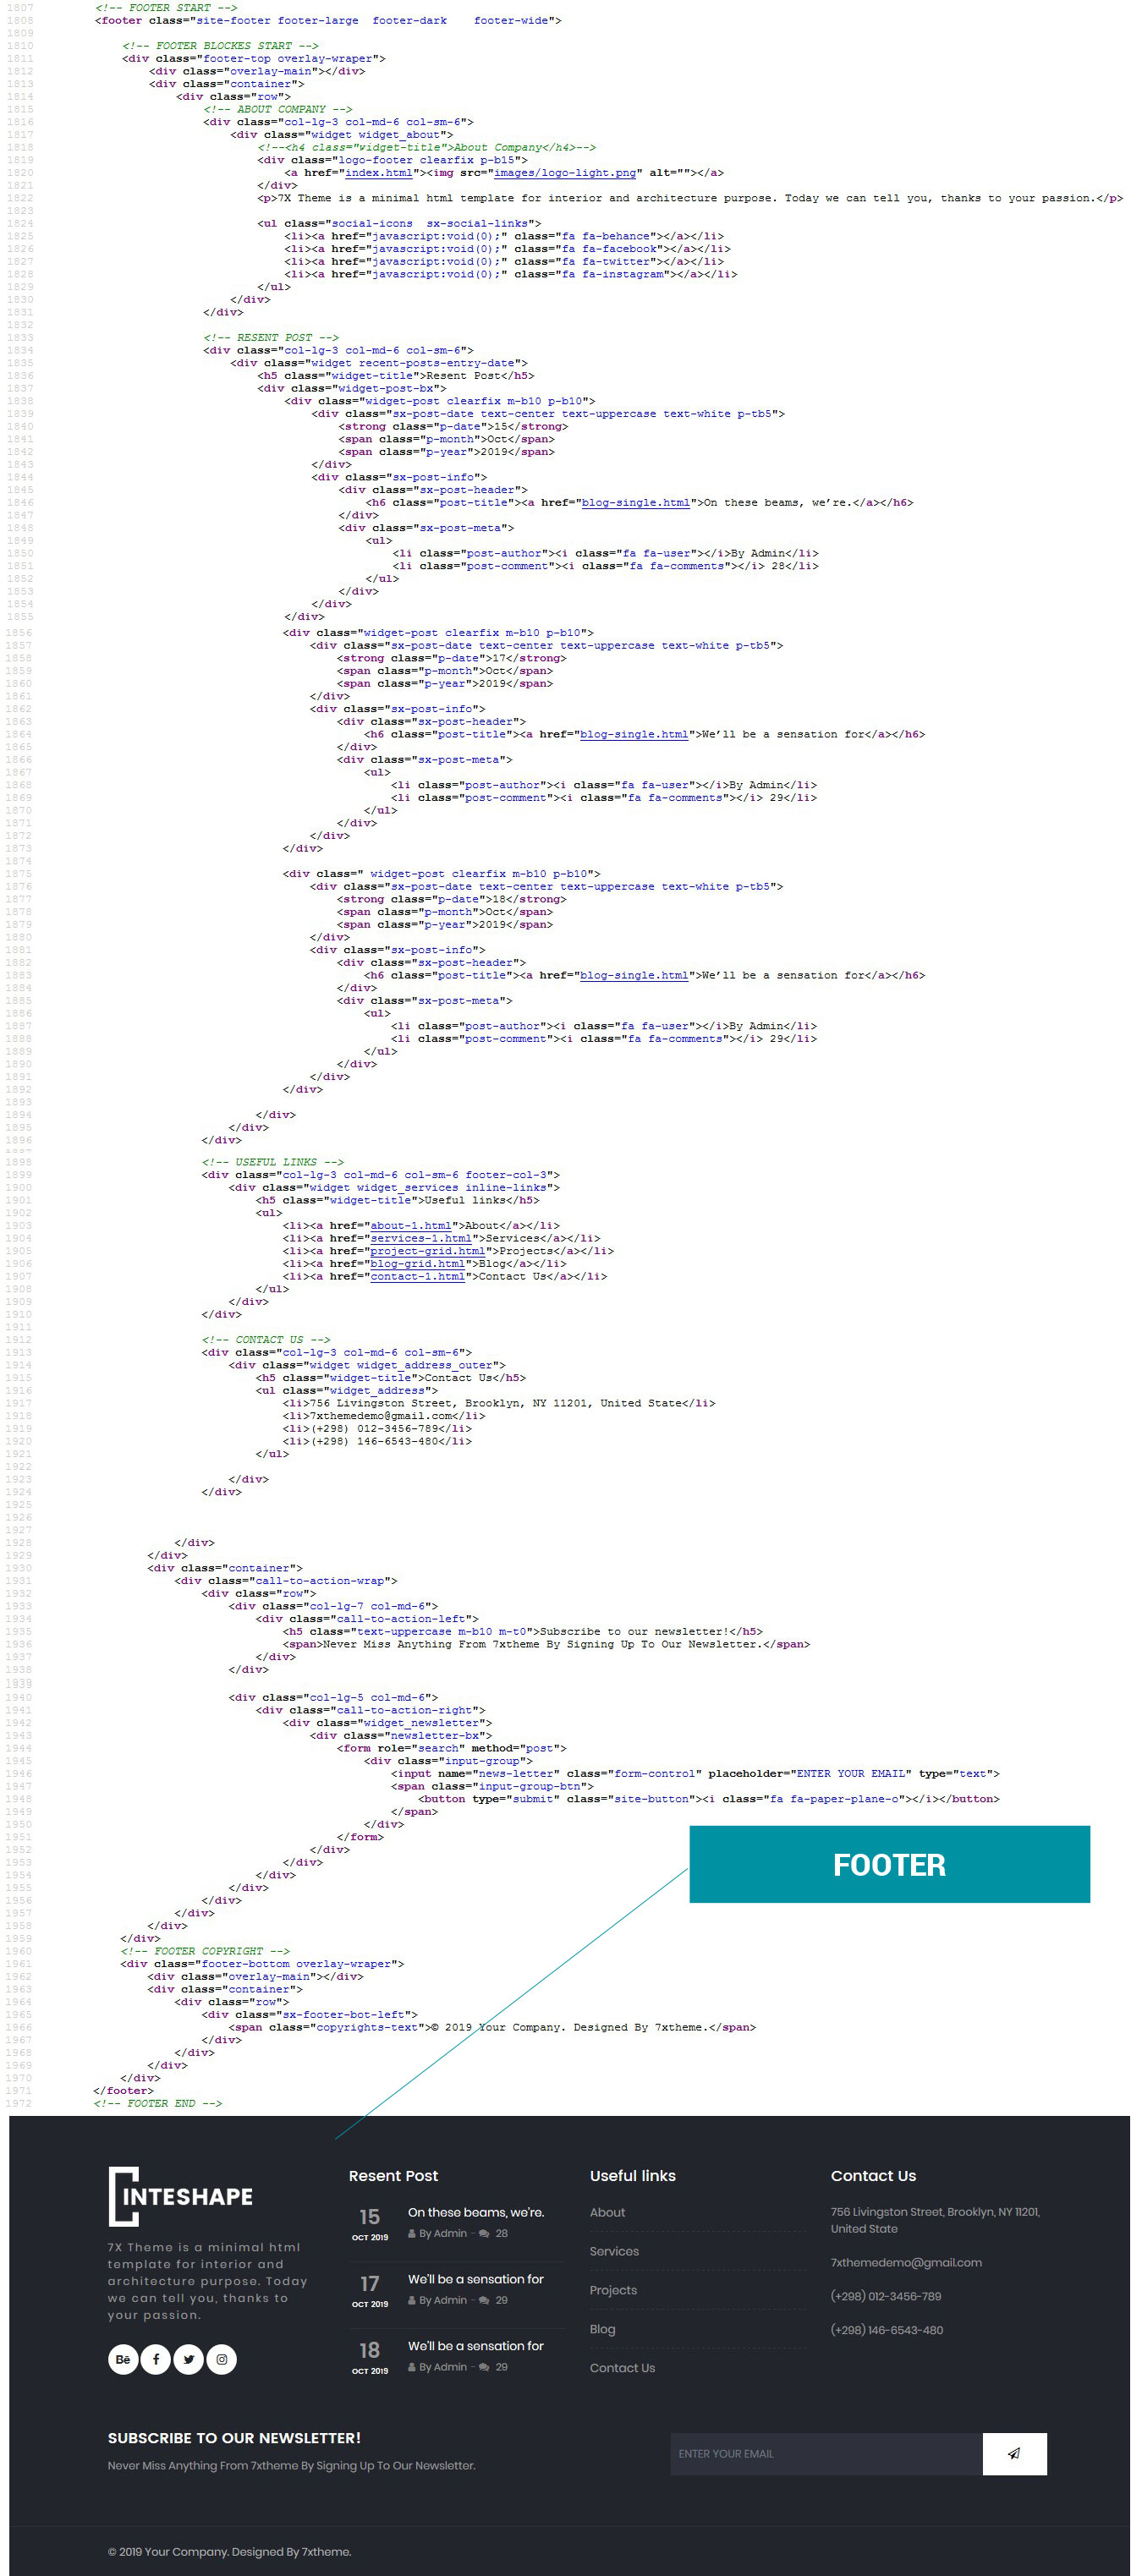 1807 <!-- FOOTER START -->
1808 <footer class="site-footer footer-large  footer-dark    footer-wide">
1809
1810 <!-- FOOTER BLOCKES START -->
1811 <div class="footer-top overlay-wraper">
1812 <div class="overlay-main"></div>
1813 <div class="container">
1814 <div class="row">
1815 <!-- ABOUT COMPANY -->
1816 <div class="col-lg-3 col-md-6 col-sm-6">
1817 <div class="widget widget_about">
1818 <!--<h4 class="widget-title">About Company</h4>-->
1819 <div class="logo-footer clearfix p-b15">
1820 <a href="index.html"><img src="images/logo-light.png" alt=""></a>
1821 </div>
1822 <p>7X Theme is a minimal html template for interior and architecture purpose. Today we can tell you, thanks to your passion.</p>
1823
1824 <ul class="social-icons  sx-social-links">
1825 <li><a href="javascript:void(0);" class="fa fa-behance"></a></li>
1826 <li><a href="javascript:void(0);" class="fa fa-facebook"></a></li>
1827 <li><a href="javascript:void(0);" class="fa fa-twitter"></a></li>
1828 <li><a href="javascript:void(0);" class="fa fa-instagram"></a></li>
1829 </ul>
1830 </div>
1831 </div>
1832
1833 <!-- RESENT POST -->
1834 <div class="col-lg-3 col-md-6 col-sm-6">
1835 <div class="widget recent-posts-entry-date">
1836 <h5 class="widget-title">Resent Post</h5>
1837 <div class="widget-post-bx">
1838 <div class="widget-post clearfix m-b10 p-b10">
1839 <div class="sx-post-date text-center text-uppercase text-white p-tb5">
1840 <strong class="p-date">15</strong>
1841 <span class="p-month">Oct</span>
1842 <span class="p-year">2019</span>
1843 </div>
1844 <div class="sx-post-info">
1845 <div class="sx-post-header">
1846 <h6 class="post-title"><a href="blog-single.html">On these beams, we’re.</a></h6>
1847 </div>
1848 <div class="sx-post-meta">
1849 <ul>
1850 <li class="post-author"><i class="fa fa-user"></i>By Admin</li>
1851 <li class="post-comment"><i class="fa fa-comments"></i> 28</li>
1852 </ul>
1853 </div>
1854 </div>
1855 </div>
1856 <div class="widget-post clearfix m-b10 p-b10">
1857 <div class="sx-post-date text-center text-uppercase text-white p-tb5">
1858 <strong class="p-date">17</strong>
1859 <span class="p-month">Oct</span>
1860 <span class="p-year">2019</span>
1861 </div>
1862 <div class="sx-post-info">
1863 <div class="sx-post-header">
1864 <h6 class="post-title"><a href="blog-single.html">We’ll be a sensation for</a></h6>
1865 </div>
1866 <div class="sx-post-meta">
1867 <ul>
1868 <li class="post-author"><i class="fa fa-user"></i>By Admin</li>
1869 <li class="post-comment"><i class="fa fa-comments"></i> 29</li>
1870 </ul>
1871 </div>
1872 </div>
1873 </div>
1874
1875 <div class=" widget-post clearfix m-b10 p-b10">
1876 <div class="sx-post-date text-center text-uppercase text-white p-tb5">
1877 <strong class="p-date">18</strong>
1878 <span class="p-month">Oct</span>
1879 <span class="p-year">2019</span>
1880 </div>
1881 <div class="sx-post-info">
1882 <div class="sx-post-header">
1883 <h6 class="post-title"><a href="blog-single.html">We’ll be a sensation for</a></h6>
1884 </div>
1885 <div class="sx-post-meta">
1886 <ul>
1887 <li class="post-author"><i class="fa fa-user"></i>By Admin</li>
1888 <li class="post-comment"><i class="fa fa-comments"></i> 29</li>
1889 </ul>
1890 </div>
1891 </div>
1892 </div>
1893
1894 </div>
1895 </div>
1896 </div>
1898 <!-- USEFUL LINKS -->
1899 <div class="col-lg-3 col-md-6 col-sm-6 footer-col-3">
1900 <div class="widget widget_services inline-links">
1901 <h5 class="widget-title">Useful links</h5>
1902 <ul>
1903 <li><a href="about-1.html">About</a></li>
1904 <li><a href="services-1.html">Services</a></li>
1905 <li><a href="project-grid.html">Projects</a></li>
1906 <li><a href="blog-grid.html">Blog</a></li>
1907 <li><a href="contact-1.html">Contact Us</a></li>
1908 </ul>
1909 </div>
1910 </div>
1911
1912 <!-- CONTACT US -->
1913 <div class="col-lg-3 col-md-6 col-sm-6">
1914 <div class="widget widget_address_outer">
1915 <h5 class="widget-title">Contact Us</h5>
1916 <ul class="widget_address">
1917 <li>756 Livingston Street, Brooklyn, NY 11201, United State</li>
1918 <li>7xthemedemo@gmail.com</li>
1919 <li>(+298) 012-3456-789</li>
1920 <li>(+298) 146-6543-480</li>
1921 </ul>
1922
1923 </div>
1924 </div>
1925
1926
1927
1928 </div>
1929 </div>
1930 <div class="container">
1931 <div class="call-to-action-wrap">
1932 <div class="row">
1933 <div class="col-lg-7 col-md-6">
1934 <div class="call-to-action-left">
1935 <h5 class="text-uppercase m-b10 m-t0">Subscribe to our newsletter!</h5>
1936 <span>Never Miss Anything From 7xtheme By Signing Up To Our Newsletter.</span>
1937 </div>
1938 </div>
1939
1940 <div class="col-lg-5 col-md-6">
1941 <div class="call-to-action-right">
1942 <div class="widget_newsletter">
1943 <div class="newsletter-bx">
1944 <form role="search" method="post">
1945 <div class="input-group">
1946 <input name="news-letter" class="form-control" placeholder="ENTER YOUR EMAIL" type="text">
1947 <span class="input-group-btn">
1948 <button type="submit" class="site-button"><i class="fa fa-paper-plane-o"></i></button>
1949 </span>
1950 </div>
1951 </form>
1952 </div>
1953 </div>
1954 </div>
1955 </div>
1956 </div>
1957 </div>
1958 </div>
1959 </div>
FOOTER
1960 <!-- FOOTER COPYRIGHT -->
1961 <div class="footer-bottom overlay-wraper">
1962 <div class="overlay-main"></div>
1963 <div class="container">
1964 <div class="row">
1965 <div class="sx-footer-bot-left">
1966 <span class="copyrights-text">© 2019 Your Company. Designed By 7xtheme.</span>
1967 </div>
1968 </div>
1969 </div>
1970 </div>
1971 </footer>
1972 <!-- FOOTER END -->
INTESHAPE
7X Theme is a minimal html
template for interior and
architecture purpose. Today
we can tell you, thanks to
your passion.
Bē
Resent Post
15 OCT 2019
On these beams, we’re.
By Admin - 28
17 OCT 2019
We’ll be a sensation for
By Admin - 29
18 OCT 2019
We’ll be a sensation for
By Admin - 29
Useful links
About
Services
Projects
Blog
Contact Us
Contact Us
756 Livingston Street, Brooklyn, NY 11201,
United State
7xthemedemo@gmail.com
(+298) 012-3456-789
(+298) 146-6543-480
SUBSCRIBE TO OUR NEWSLETTER!
Never Miss Anything From 7xtheme By Signing Up To Our Newsletter.
ENTER YOUR EMAIL
© 2019 Your Company. Designed By 7xtheme.